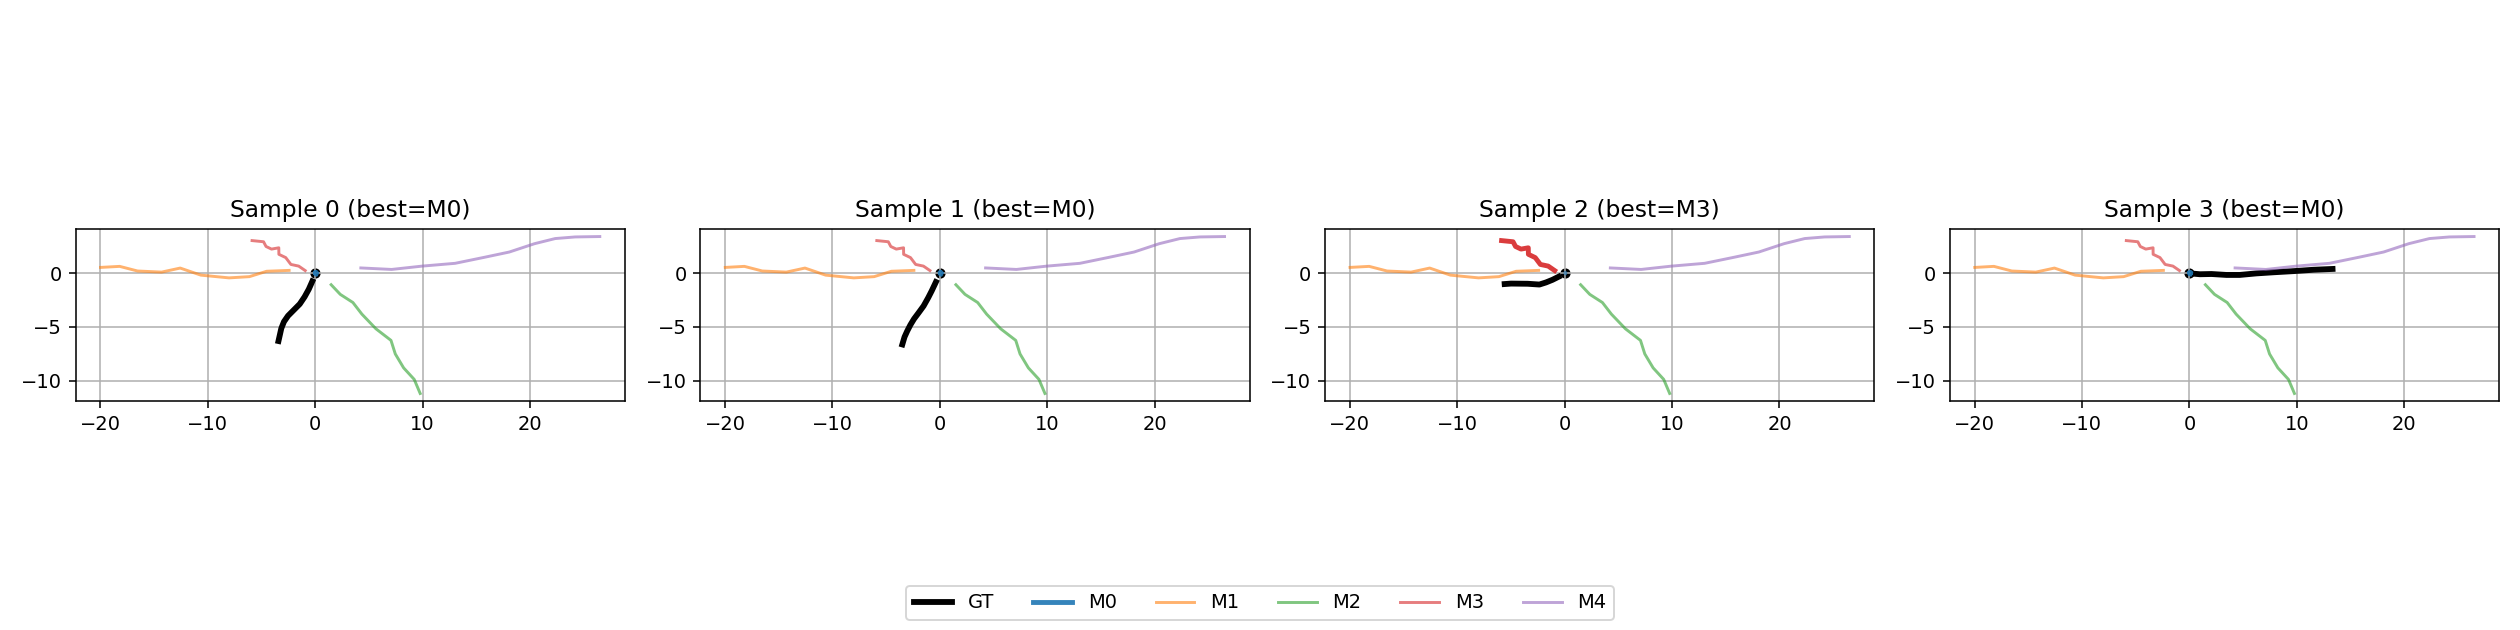 Sample 0 (best=M0) Sample 1 (best=M0) Sample 2 (best=M3) Sample 3 (best=M0)
0 0 0 0
−5 −5 −5 −5
−10 −10 −10 −10
−20 −10 0 10 20 −20 −10 0 10 20 −20 −10 0 10 20 −20 −10 0 10 20
GT M0 M1 M2 M3 M4